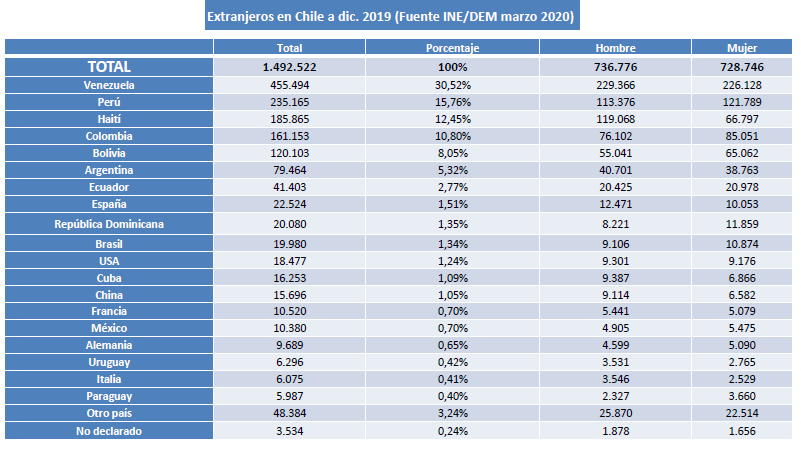 Extranjeros en Chile a dic. 2019 (Fuente INE/DEM marzo 2020)
Total Porcentaje Hombre Mujer
TOTAL 1.492.522 100% 736.776 728.746
Venezuela 455.494 30,52% 229.366 226.128
Perú 235.165 15,76% 113.376 121.789
Haití 185.865 12,45% 119.068 66.797
Colombia 161.153 10,80% 76.102 85.051
Bolivia 120.103 8,05% 55.041 65.062
Argentina 79.464 5,32% 40.701 38.763
Ecuador 41.403 2,77% 20.425 20.978
España 22.524 1,51% 12.471 10.053
República Dominicana 20.080 1,35% 8.221 11.859
Brasil 19.980 1,34% 9.106 10.874
USA 18.477 1,24% 9.301 9.176
Cuba 16.253 1,09% 9.387 6.866
China 15.696 1,05% 9.114 6.582
Francia 10.520 0,70% 5.441 5.079
México 10.380 0,70% 4.905 5.475
Alemania 9.689 0,65% 4.599 5.090
Uruguay 6.296 0,42% 3.531 2.765
Italia 6.075 0,41% 3.546 2.529
Paraguay 5.987 0,40% 2.327 3.660
Otro país 48.384 3,24% 25.870 22.514
No declarado 3.534 0,24% 1.878 1.656